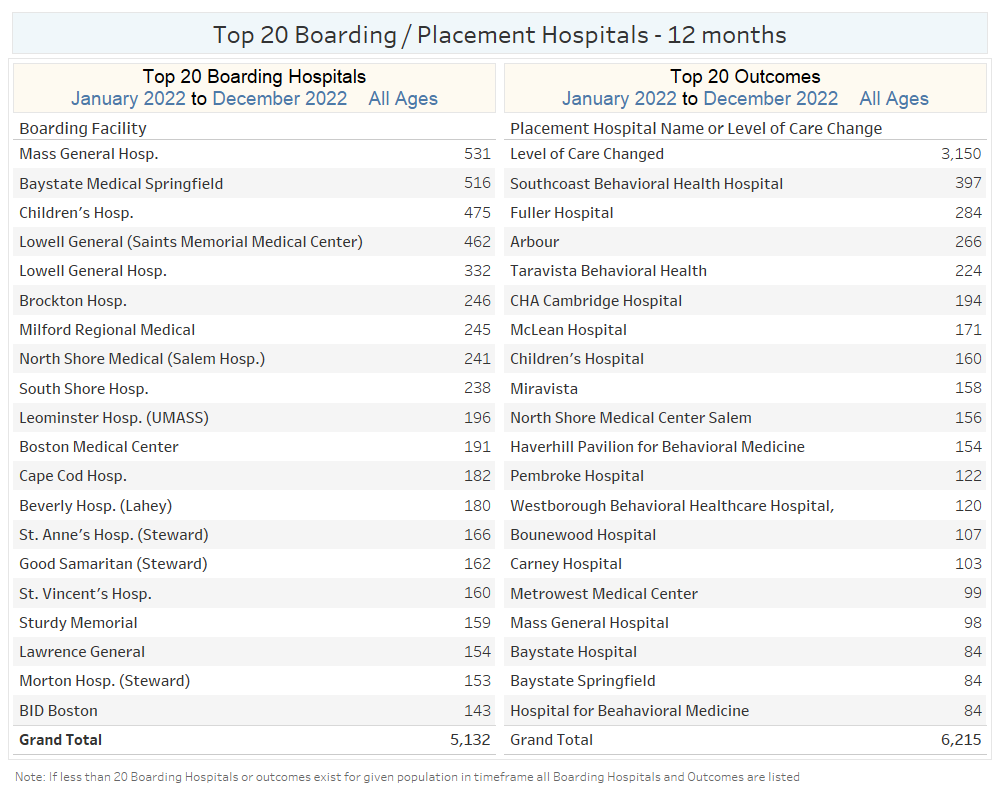 Top 20 Boarding / Placement Hospitals - 12 months
Top 20 Boarding Hospitals
January 2022 to December 2022 All Ages
Boarding Facility
Mass General Hosp. 531
Baystate Medical Springfield 516
Children's Hosp. 475
Lowell General (Saints Memorial Medical Center) 462
Lowell General Hosp. 332
Brockton Hosp. 246
Milford Regional Medical 245
North Shore Medical (Salem Hosp.) 241
South Shore Hosp. 238
Leominster Hosp. (UMASS) 196
Boston Medical Center 191
Cape Cod Hosp. 182
Beverly Hosp. (Lahey) 180
St. Anne's Hosp. (Steward) 166
Good Samaritan (Steward) 162
St. Vincent's Hosp. 160
Sturdy Memorial 159
Lawrence General 154
Morton Hosp. (Steward) 153
BID Boston 143
Grand Total 5,132
Top 20 Outcomes
January 2022 to December 2022 All Ages
Placement Hospital Name or Level of Care Change
Level of Care Changed 3,150
Southcoast Behavioral Health Hospital 397
Fuller Hospital 284
Arbour 266
Taravista Behavioral Health 224
CHA Cambridge Hospital 194
McLean Hospital 171
Children's Hospital 160
Miravista 158
North Shore Medical Center Salem 156
Haverhill Pavilion for Behavioral Medicine 154
Pembroke Hospital 122
Westborough Behavioral Healthcare Hospital, 120
Bounewood Hospital 107
Carney Hospital 103
Metrowest Medical Center 99
Mass General Hospital 98
Baystate Hospital 84
Baystate Springfield 84
Hospital for Beahavioral Medicine 84
Grand Total 6,215
Note: If less than 20 Boarding Hospitals or outcomes exist for given population in timeframe all Boarding Hospitals and Outcomes are listed